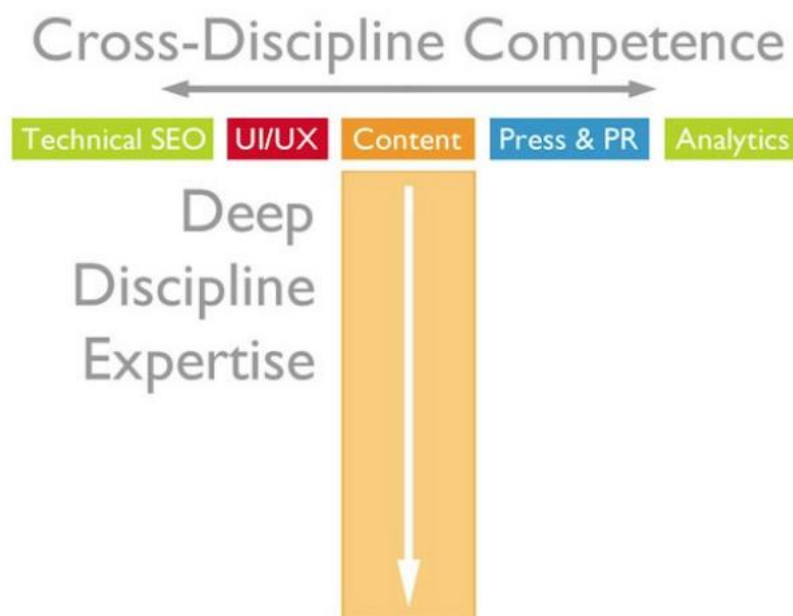 Cross-Discipline Competence
Technical SEO UI/UX Content Press & PR Analytics
Deep
Discipline
Expertise